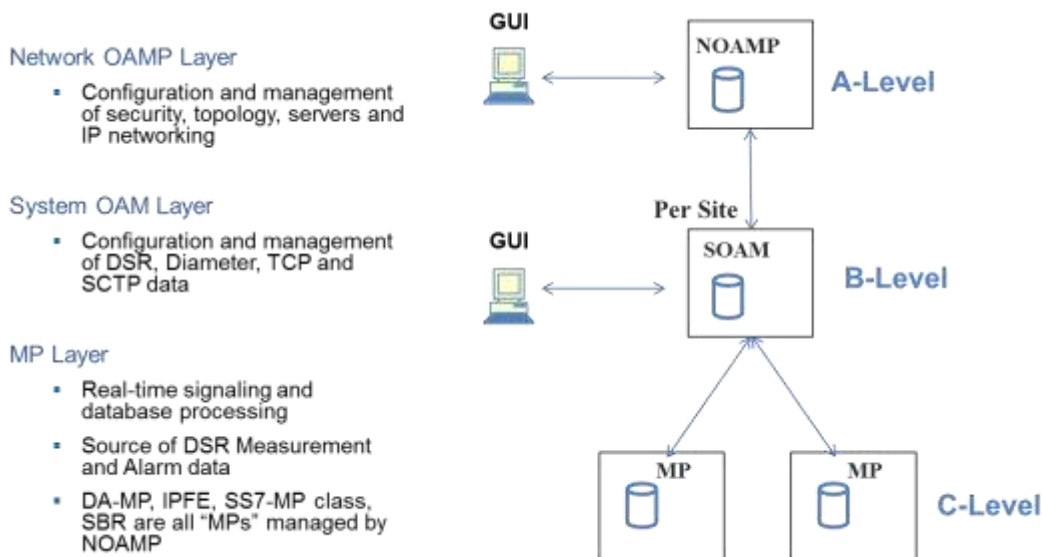 Network OAMP Layer
▪ Configuration and management
of security, topology, servers and
IP networking
System OAM Layer
▪ Configuration and management
of DSR, Diameter, TCP and
SCTP data
MP Layer
▪ Real-time signaling and
database processing
▪ Source of DSR Measurement
and Alarm data
▪ DA-MP, IPFE, SS7-MP class,
SBR are all “MPs” managed by
NOAMP
GUI
NOAMP
A-Level
Per Site
GUI
SOAM
B-Level
MP
MP
C-Level